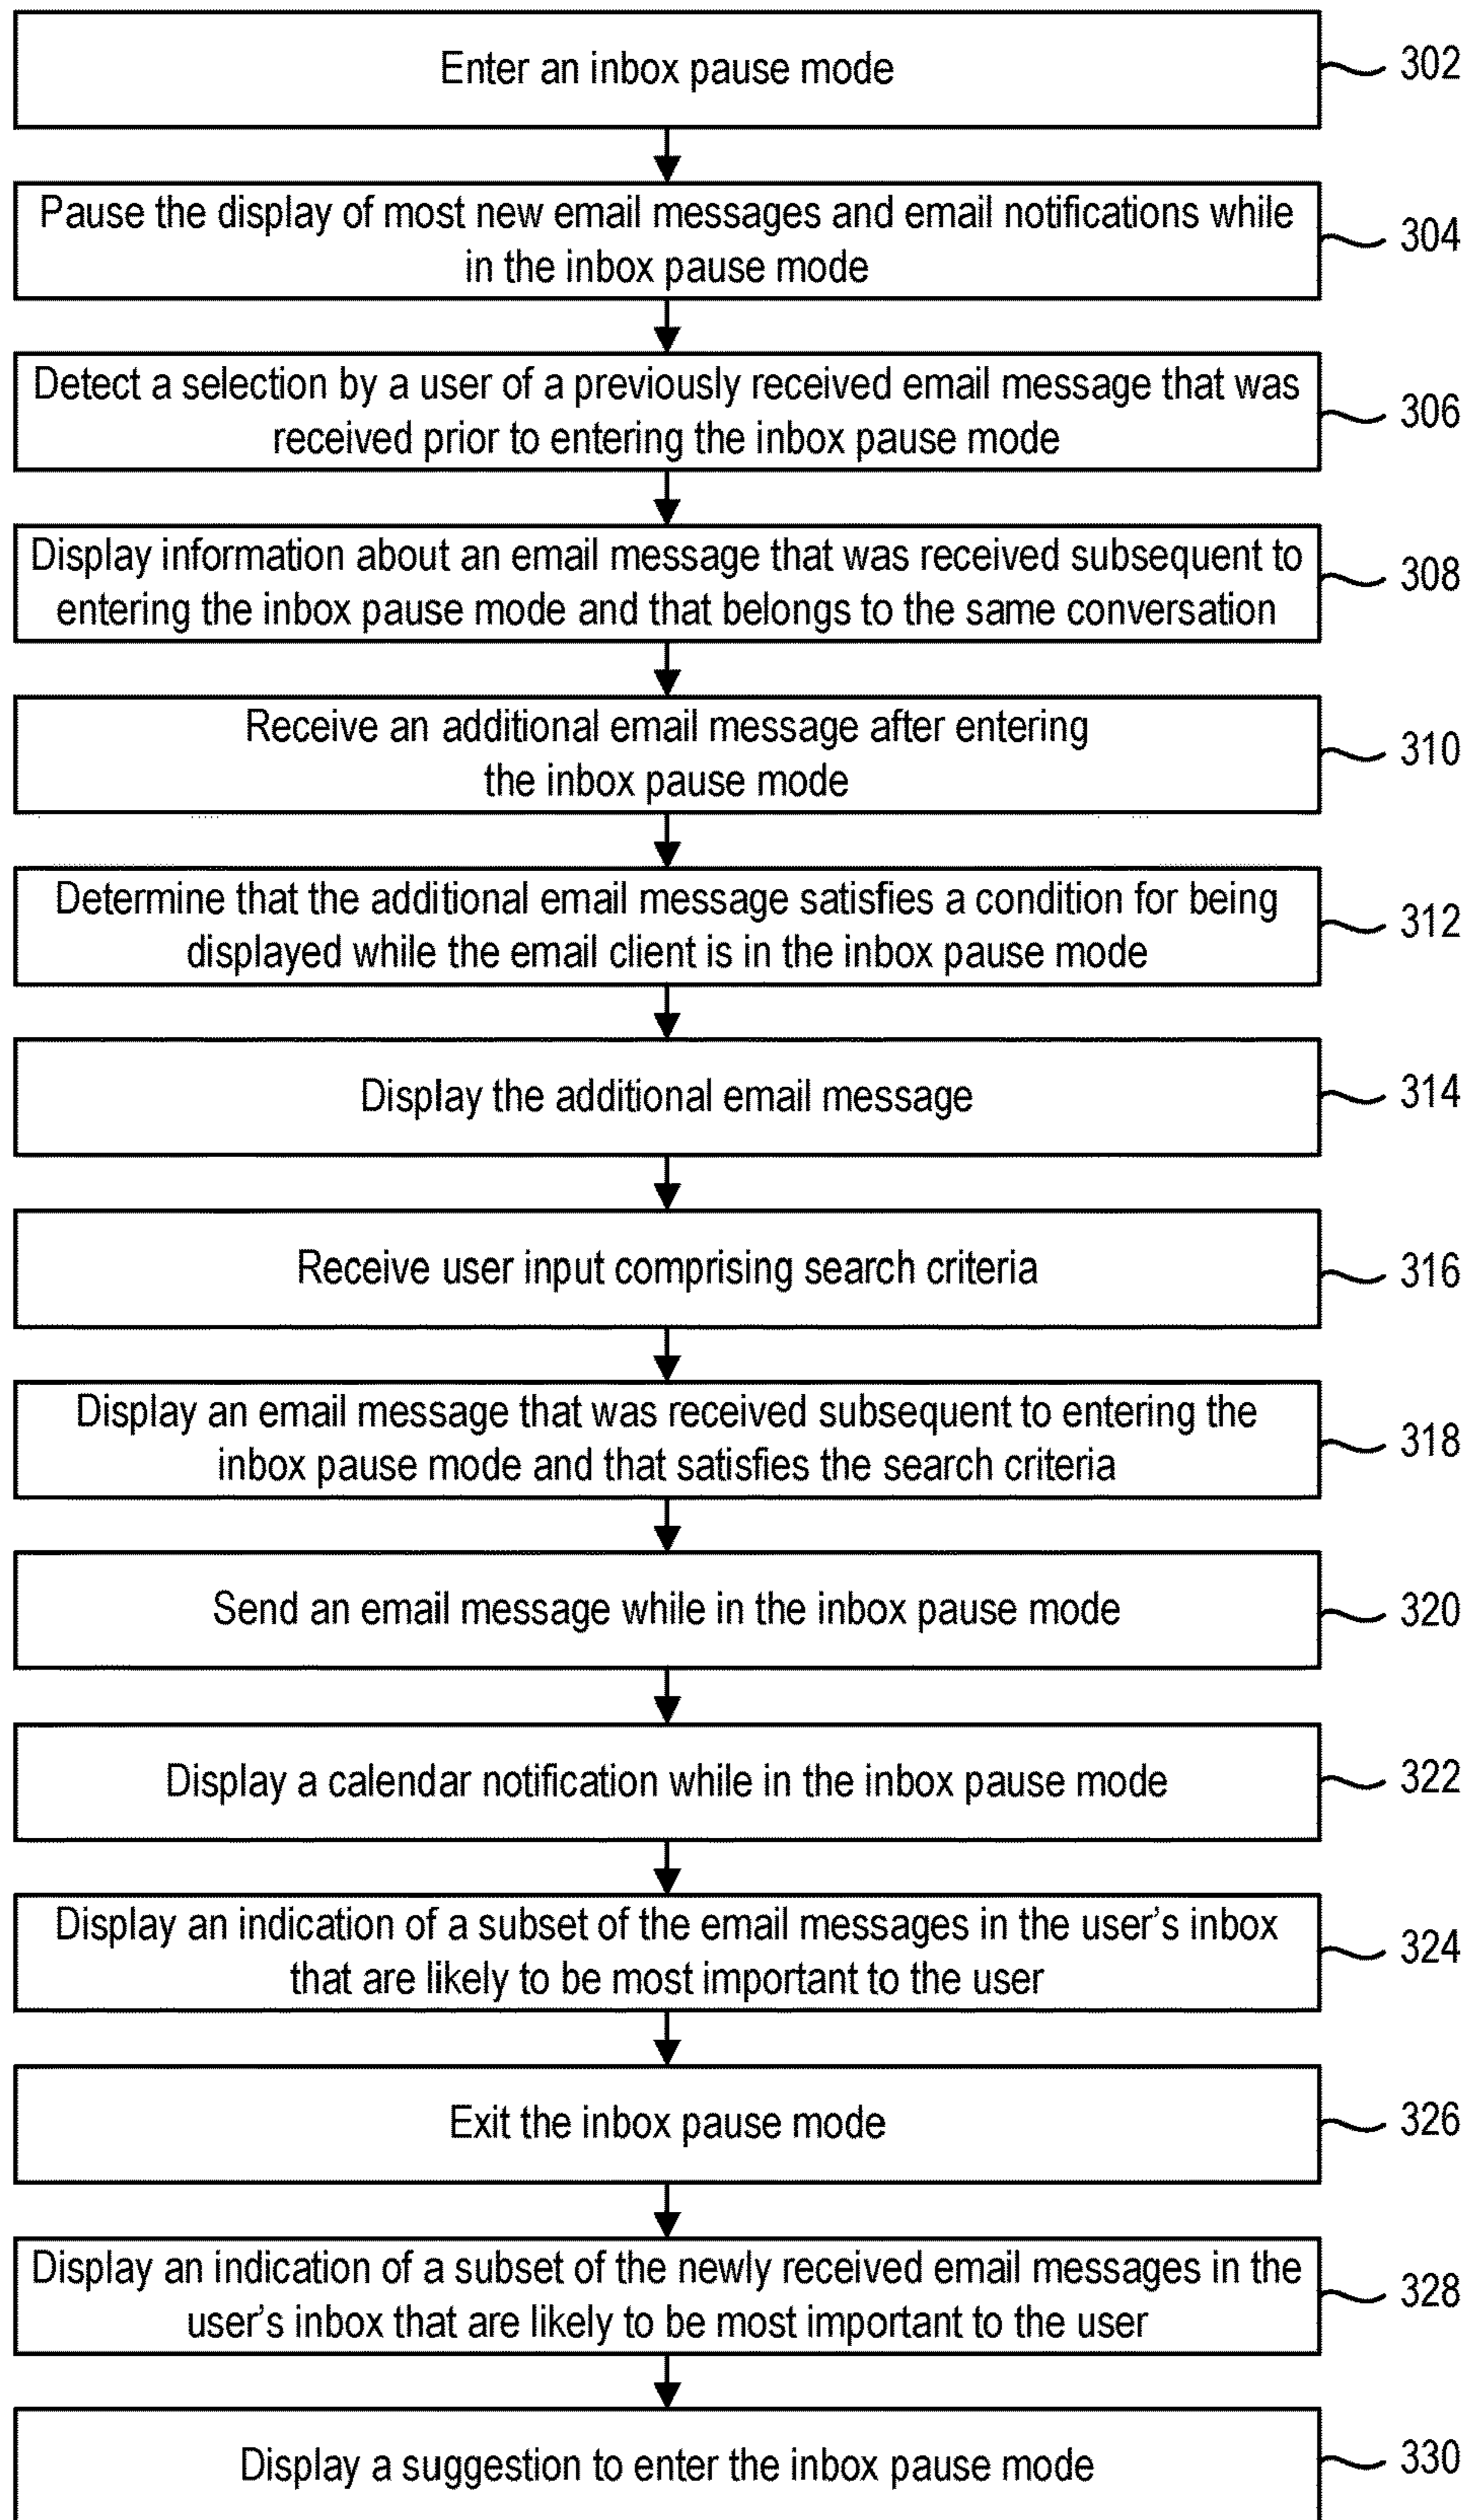 Enter an inbox pause mode
302
Pause the display of most new email messages and email notifications while
in the inbox pause mode
304
Detect a selection by a user of a previously received email message that was
received prior to entering the inbox pause mode
306
Display information about an email message that was received subsequent to
entering the inbox pause mode and that belongs to the same conversation
308
Receive an additional email message after entering
the inbox pause mode
310
Determine that the additional email message satisfies a condition for being
displayed while the email client is in the inbox pause mode
312
Display the additional email message
314
Receive user input comprising search criteria
316
Display an email message that was received subsequent to entering the
inbox pause mode and that satisfies the search criteria
318
Send an email message while in the inbox pause mode
320
Display a calendar notification while in the inbox pause mode
322
Display an indication of a subset of the email messages in the user's inbox
that are likely to be most important to the user
324
Exit the inbox pause mode
326
Display an indication of a subset of the newly received email messages in the
user's inbox that are likely to be most important to the user
328
Display a suggestion to enter the inbox pause mode
330